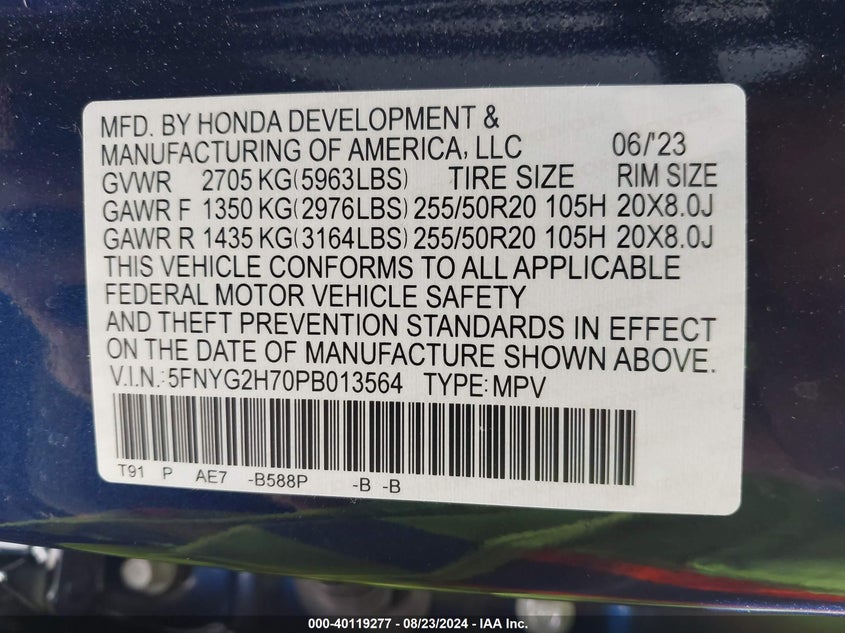 MFD. BY HONDA DEVELOPMENT &
MANUFACTURING OF AMERICA, LLC 06/'23
GVWR 2705 KG(5963LBS) TIRE SIZE RIM SIZE
GAWR F 1350 KG(2976LBS) 255/50R20 105H 20X8.0J
GAWR R 1435 KG(3164LBS) 255/50R20 105H 20X8.0J
THIS VEHICLE CONFORMS TO ALL APPLICABLE
FEDERAL MOTOR VEHICLE SAFETY
AND THEFT PREVENTION STANDARDS IN EFFECT
ON THE DATE OF MANUFACTURE SHOWN ABOVE.
V.I.N.: 5FNYG2H70PB013564 TYPE: MPV
T91 P AE7 -B588P -B -B
000-40119277 - 08/23/2024 - IAA Inc.